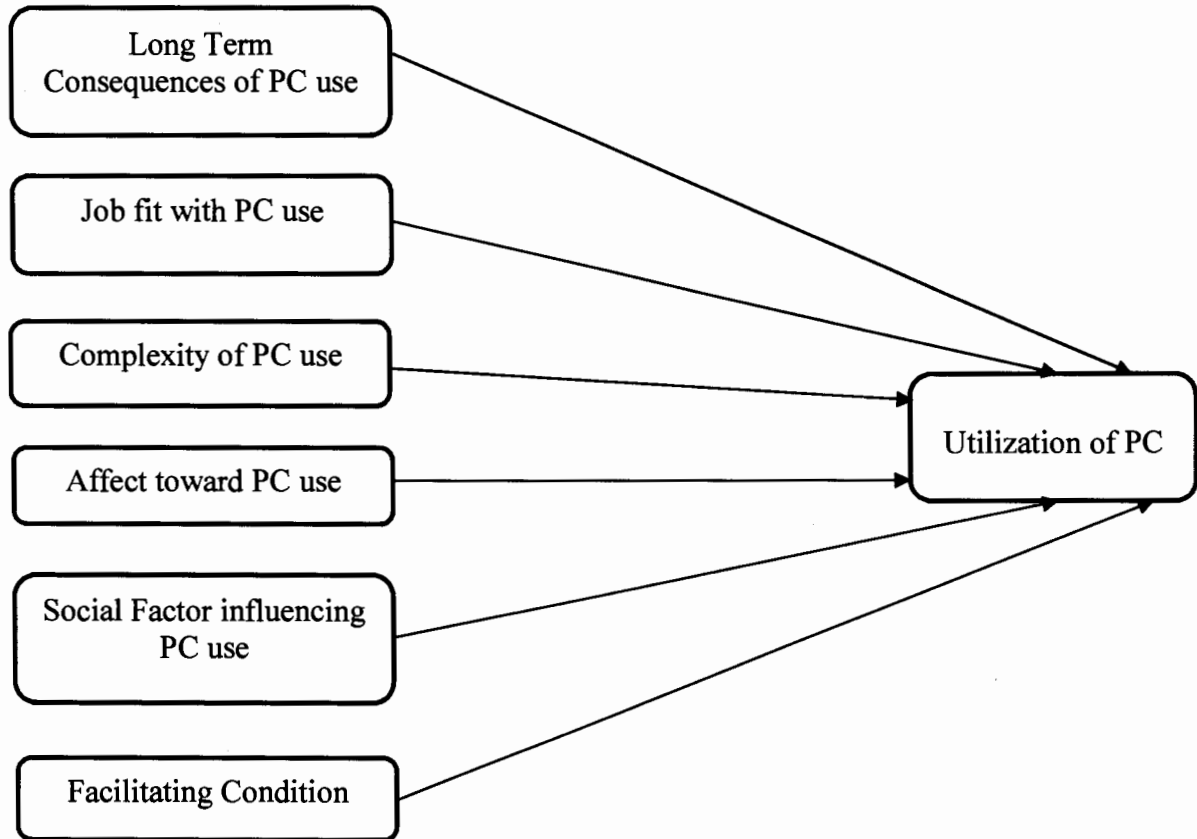 Long Term
Consequences of PC use
Job fit with PC use
Complexity of PC use
Utilization of PC
Affect toward PC use
Social Factor influencing
PC use
Facilitating Condition